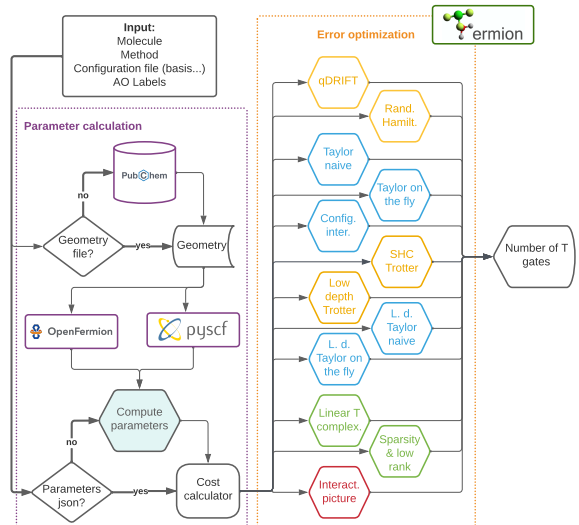 Input:
Molecule
Method
Configuration file (basis...)
AO Labels
Error optimization
ermion
Parameter calculation
PubChem
no
Geometry
file?
yes
Geometry
OpenFermion
pyscf
Compute
parameters
no
Parameters
json?
yes
Cost
calculator
qDRIFT
Rand.
Hamilt.
Taylor
naive
Taylor on
the fly
Config.
inter.
SHC
Trotter
Low
depth
Trotter
L. d.
Taylor
naive
L. d.
Taylor on
the fly
Linear T
complex.
Sparsity
& low
rank
Interact.
picture
Number of T
gates